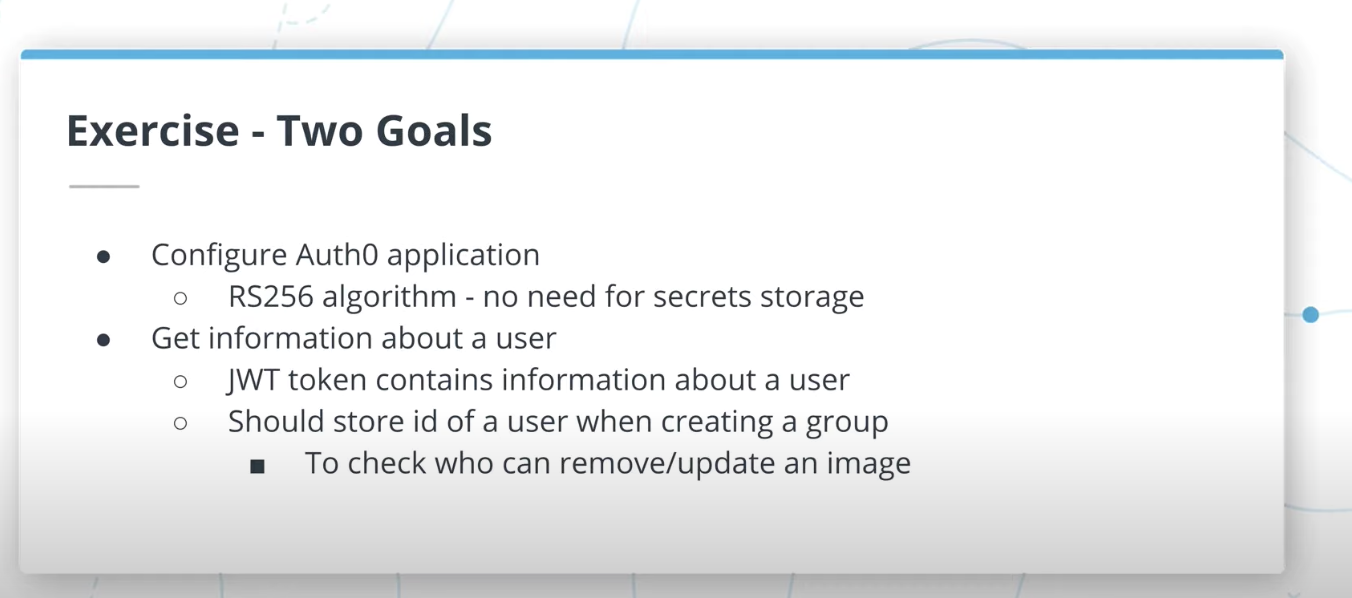 Exercise - Two Goals
● Configure Auth0 application
○ RS256 algorithm - no need for secrets storage
● Get information about a user
○ JWT token contains information about a user
○ Should store id of a user when creating a group
■ To check who can remove/update an image